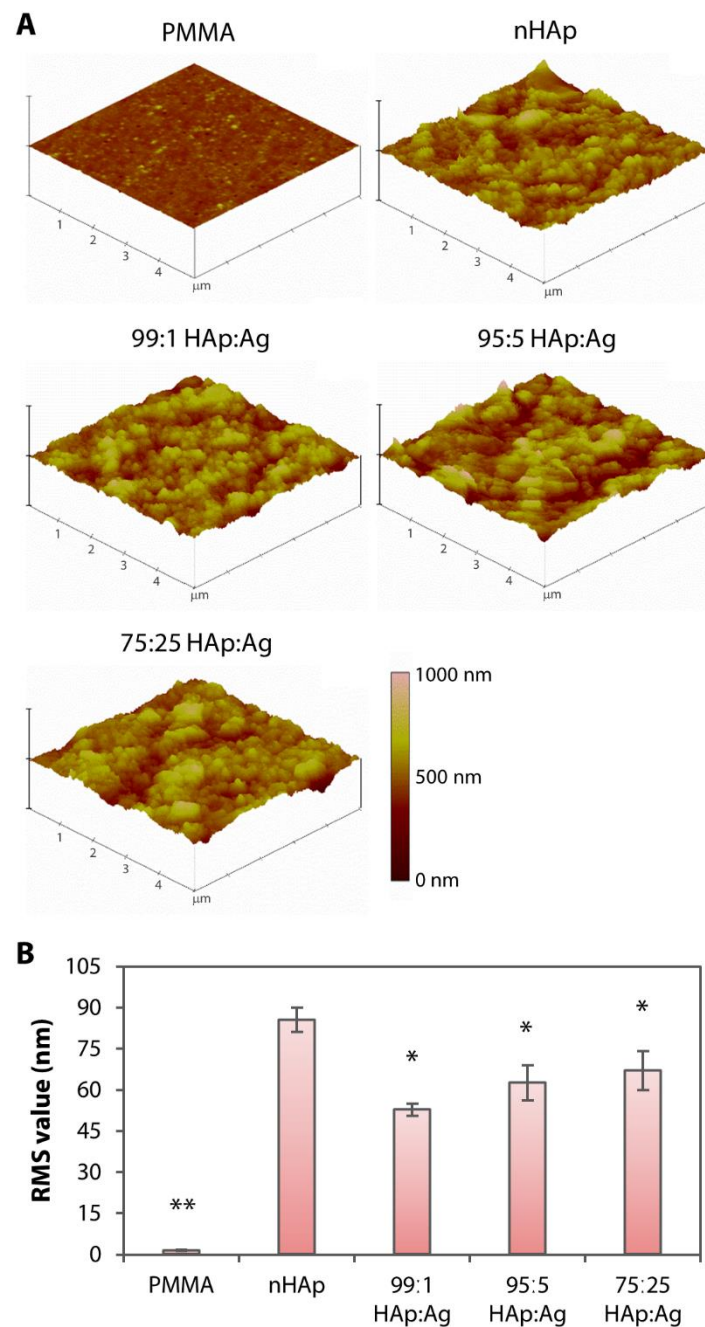 A
PMMA
nHAp
1
2
3
4
µm
1
2
3
4
µm
99:1 HAp:Ag
95:5 HAp:Ag
1
2
3
4
µm
1
2
3
4
µm
75:25 HAp:Ag
1
2
3
4
µm
1000 nm
500 nm
0 nm
B
RMS value (nm)
105
90
75
60
45
30
15
0
**
*
*
*
PMMA
nHAp
99:1
HAp:Ag
95:5
HAp:Ag
75:25
HAp:Ag